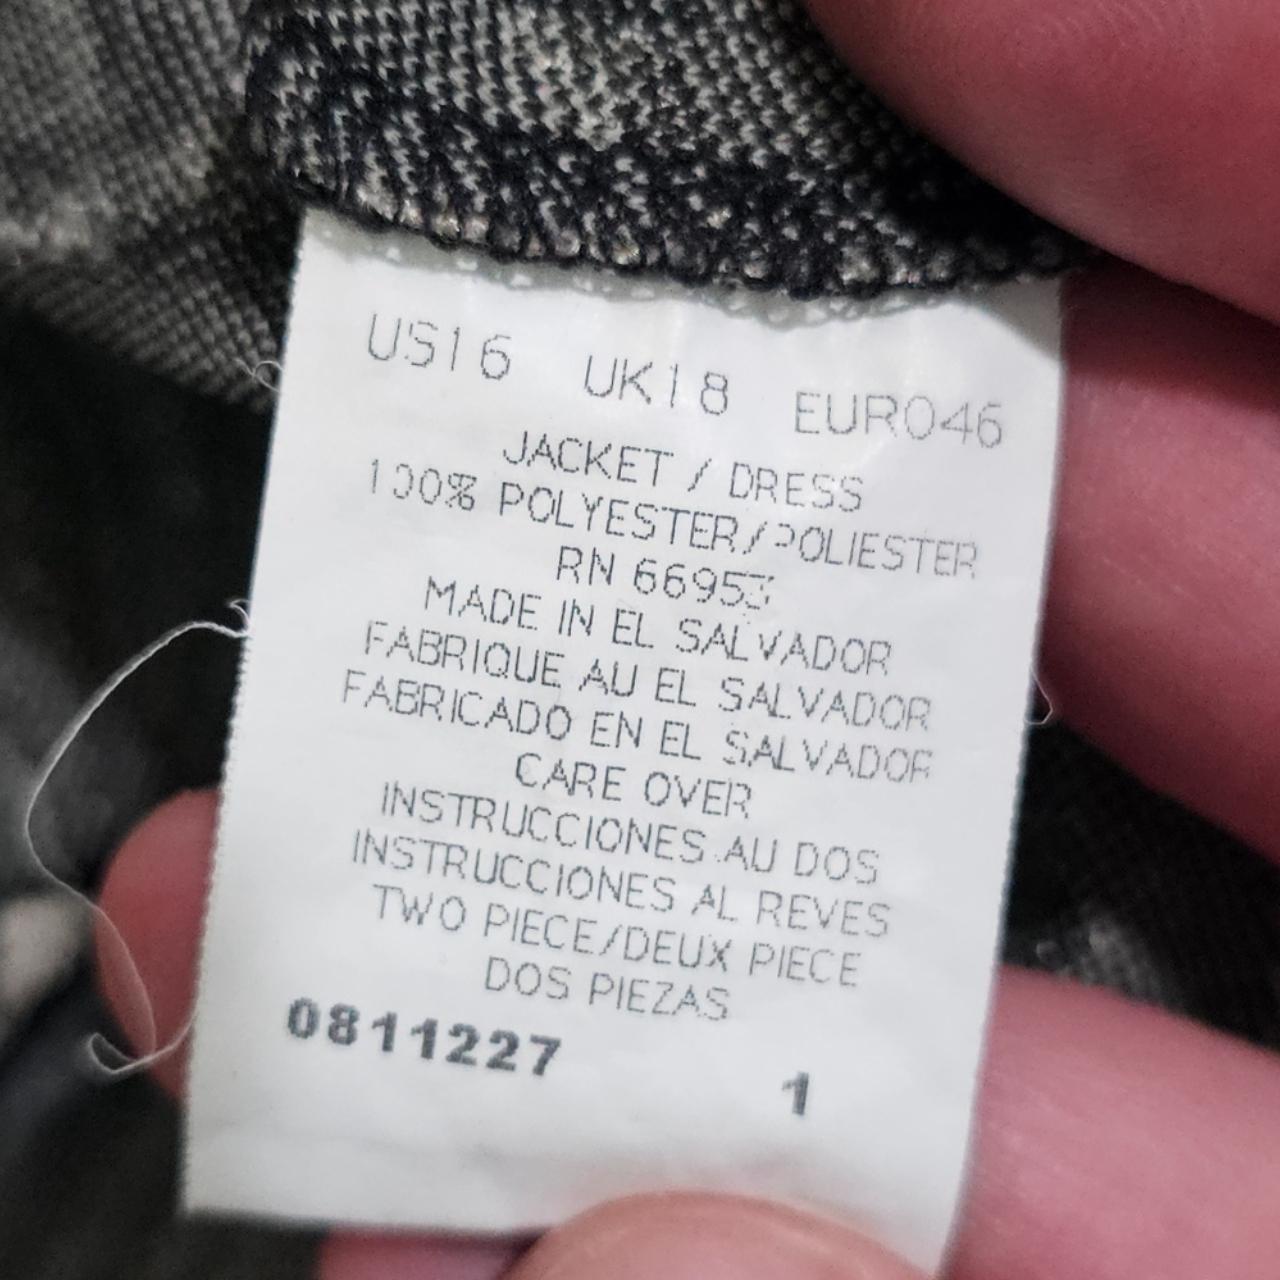 US16 UK18 EURO46
JACKET / DRESS
100% POLYESTER/POLIESTER
RN 66953
MADE IN EL SALVADOR
FABRIQUE AU EL SALVADOR
FABRICADO EN EL SALVADOR
CARE OVER
INSTRUCCIONES AU DOS
INSTRUCCIONES AL REVES
TWO PIECE/DEUX PIECE
DOS PIEZAS
0811227 1